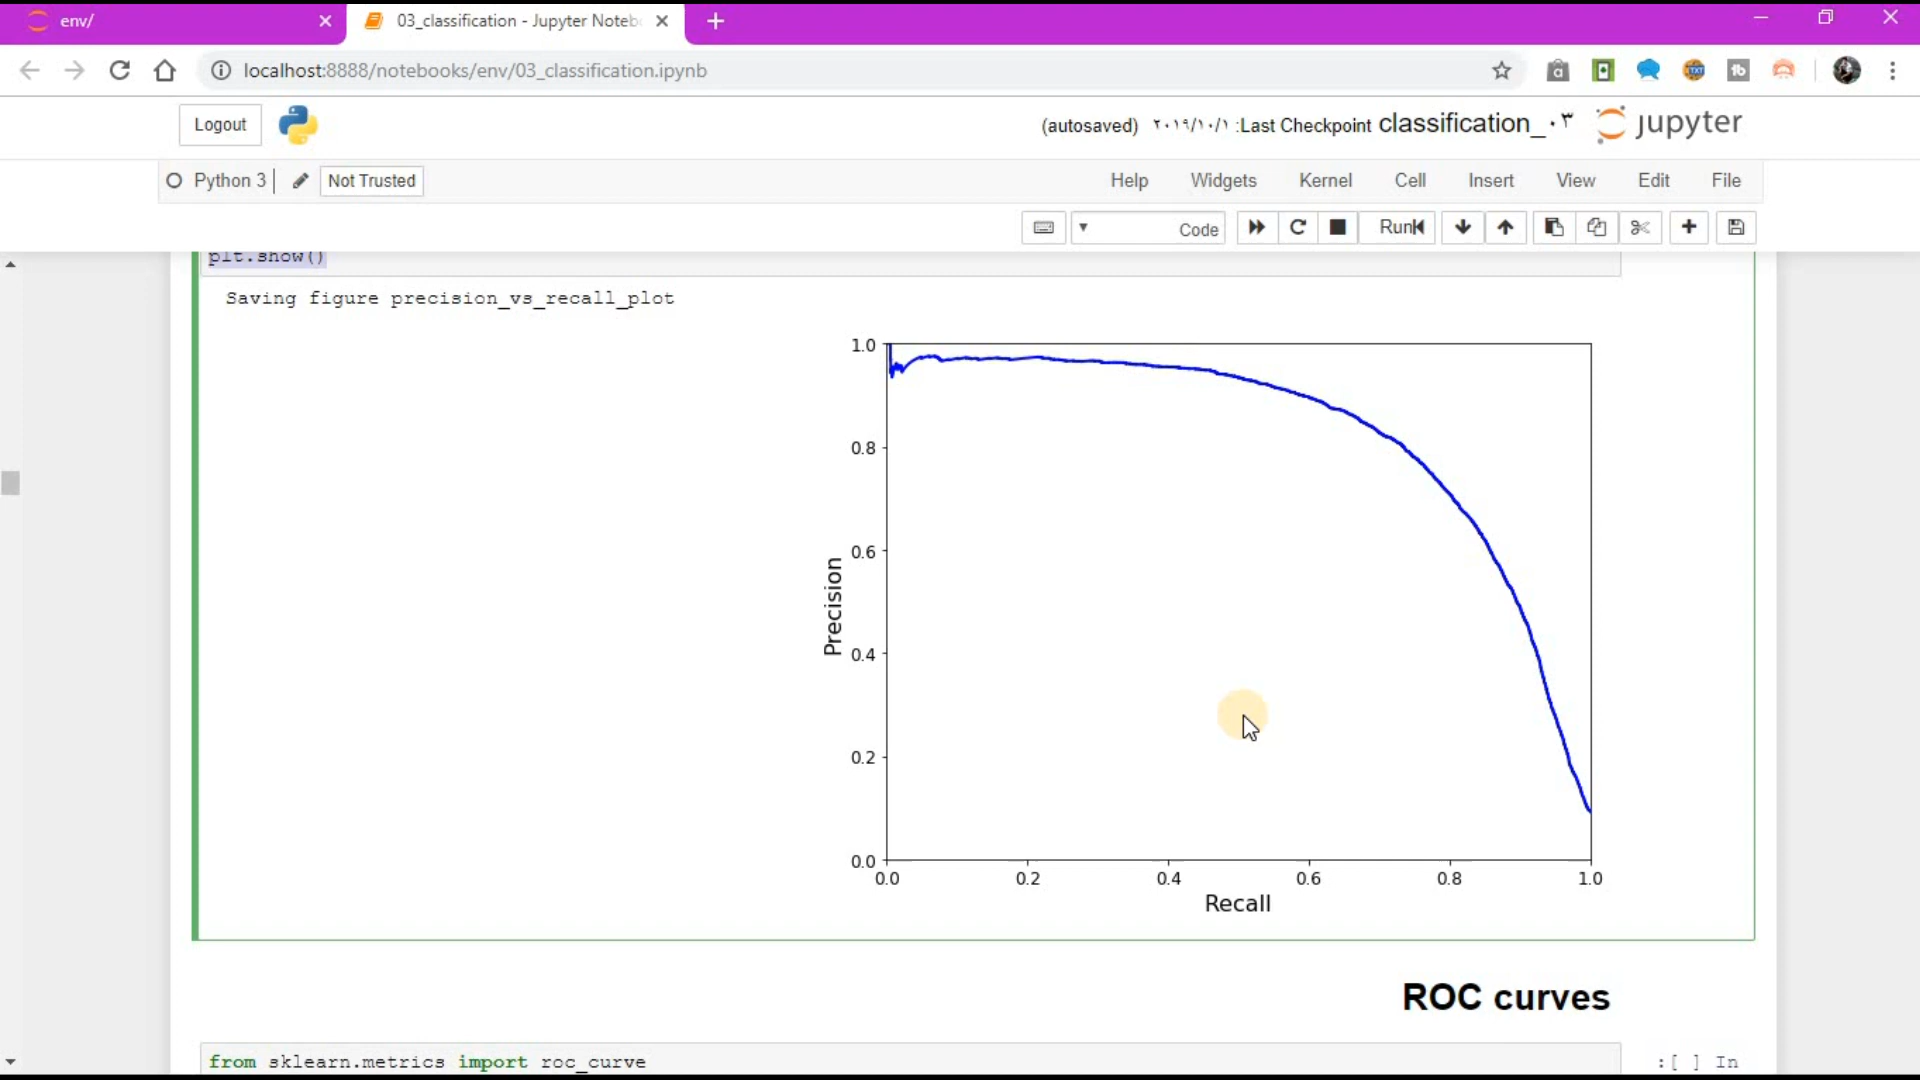 env/
03_classification - Jupyter Noteb
localhost:8888/notebooks/env/03_classification.ipynb
Logout
(autosaved) ٢٠١٩/١٠/١ :Last Checkpoint classification_٠٣ jupyter
Python 3 Not Trusted Help Widgets Kernel Cell Insert View Edit File
Code Run
plt.show()
Saving figure precision_vs_recall_plot
1.0
0.8
0.6
0.4
0.2
0.0
Precision
0.0 0.2 0.4 0.6 0.8 1.0
Recall
ROC curves
from sklearn.metrics import roc_curve
:[ ] In